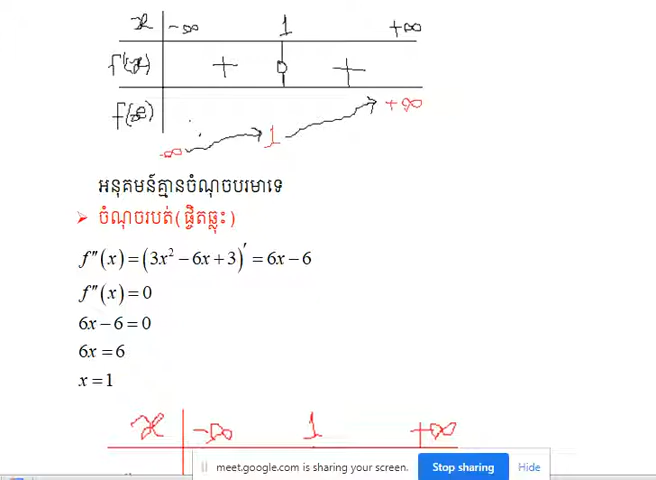 x -∞ 1 +∞
f'(x) + 0 +
f(x) -∞ 1 +∞
អនុគមន៍គ្មានចំណុចបរមាទេ
➢ ចំណុចរបត់(ផ្ចិតឆ្លុះ)
f"(x) = (3x² − 6x + 3)' = 6x − 6
f"(x) = 0
6x − 6 = 0
6x = 6
x = 1
x -∞ 1 +∞
meet.google.com is sharing your screen. Stop sharing Hide